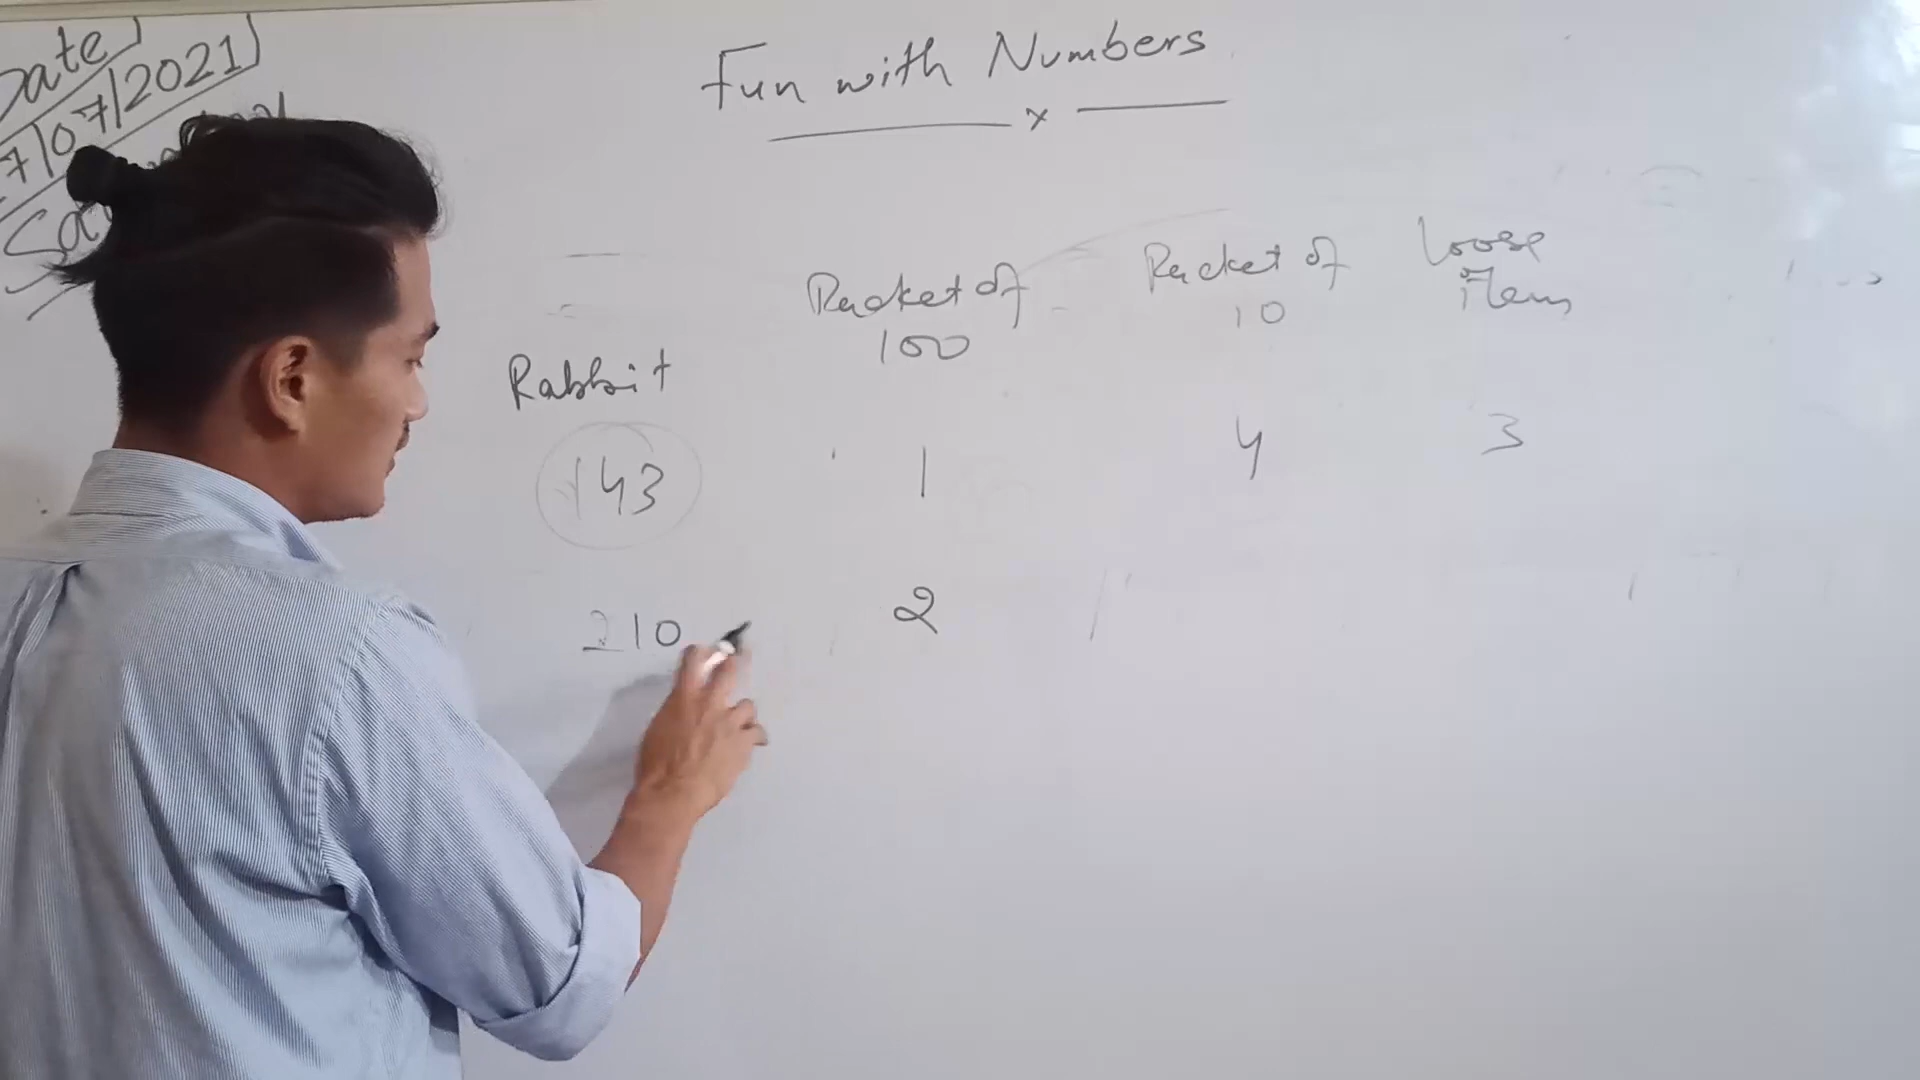 Date
7/07/2021
Fun with Numbers
x
Packet of
100
Packet of
10
loose
item
Rabbit
143 1 4 3
210 2